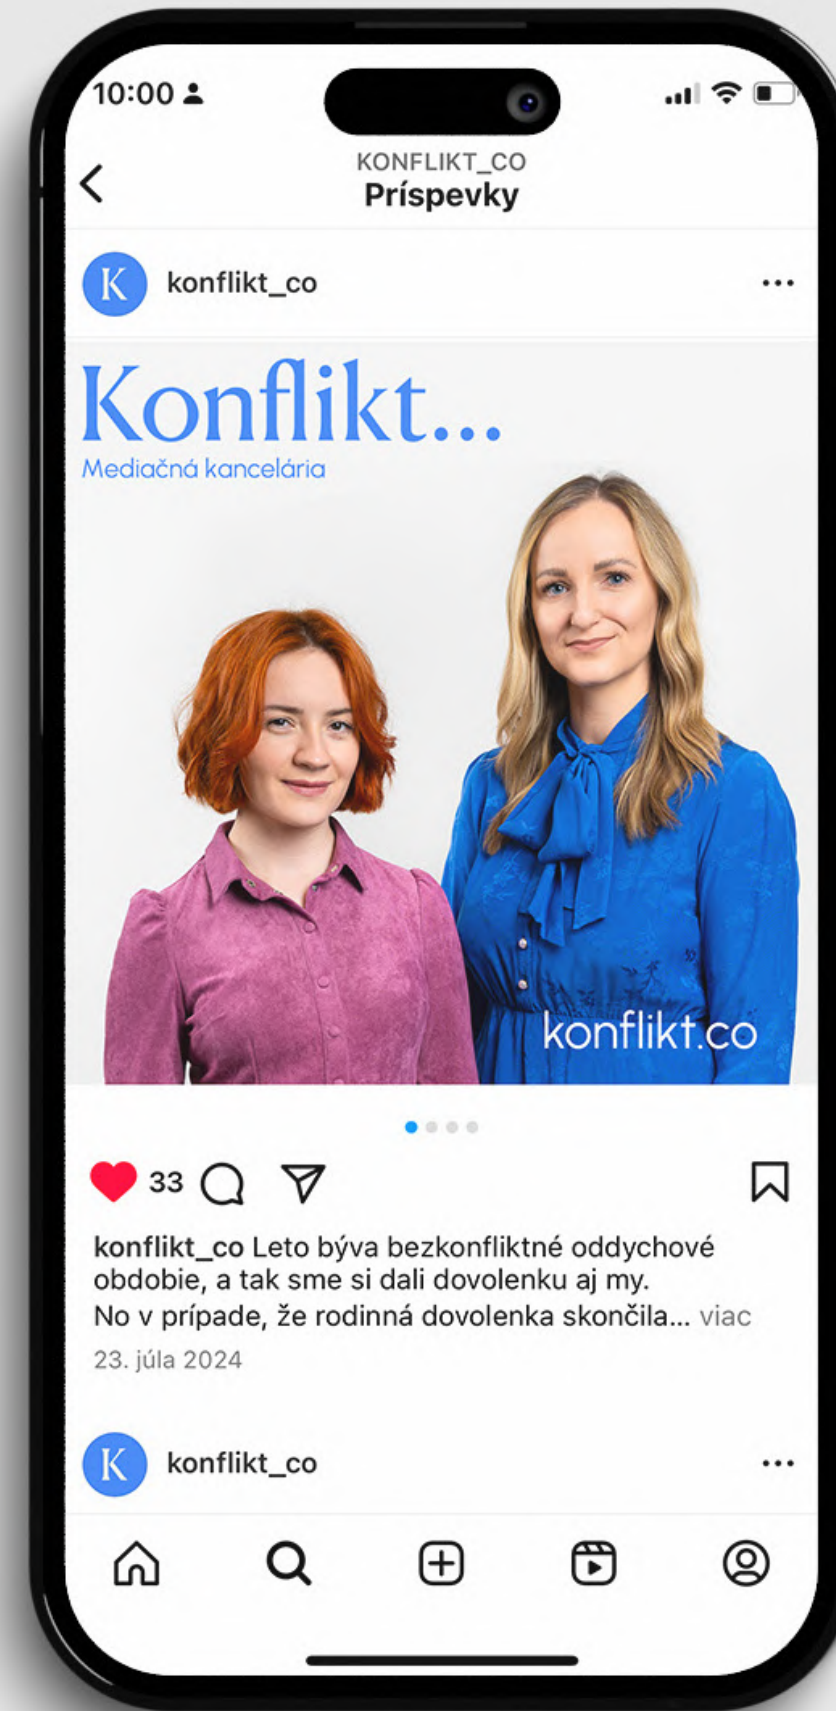 10:00
KONFLIKT_CO
Príspevky
K konflikt_co
Konflikt...
Mediačná kancelária
konflikt.co
33
konflikt_co Leto býva bezkonfliktné oddychové
obdobie, a tak sme si dali dovolenku aj my.
No v prípade, že rodinná dovolenka skončila... viac
23. júla 2024
K konflikt_co